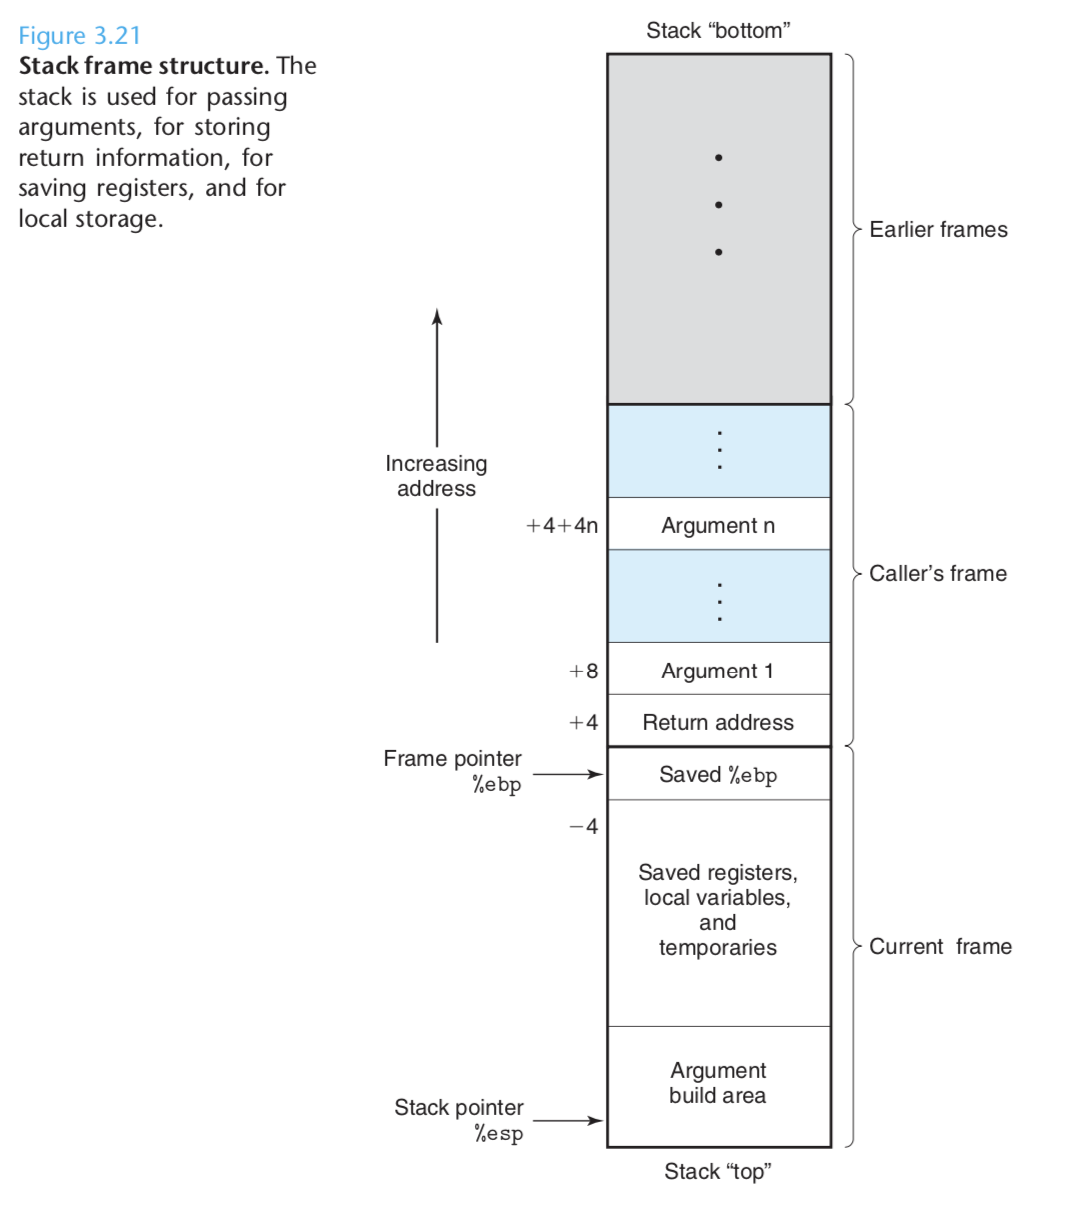 Figure 3.21
Stack frame structure. The
stack is used for passing
arguments, for storing
return information, for
saving registers, and for
local storage.
Stack “bottom”
Earlier frames
Increasing
address
+4+4n
Argument n
Caller’s frame
+8
Argument 1
+4
Return address
Frame pointer
%ebp
Saved %ebp
−4
Saved registers,
local variables,
and
temporaries
Current frame
Argument
build area
Stack pointer
%esp
Stack “top”